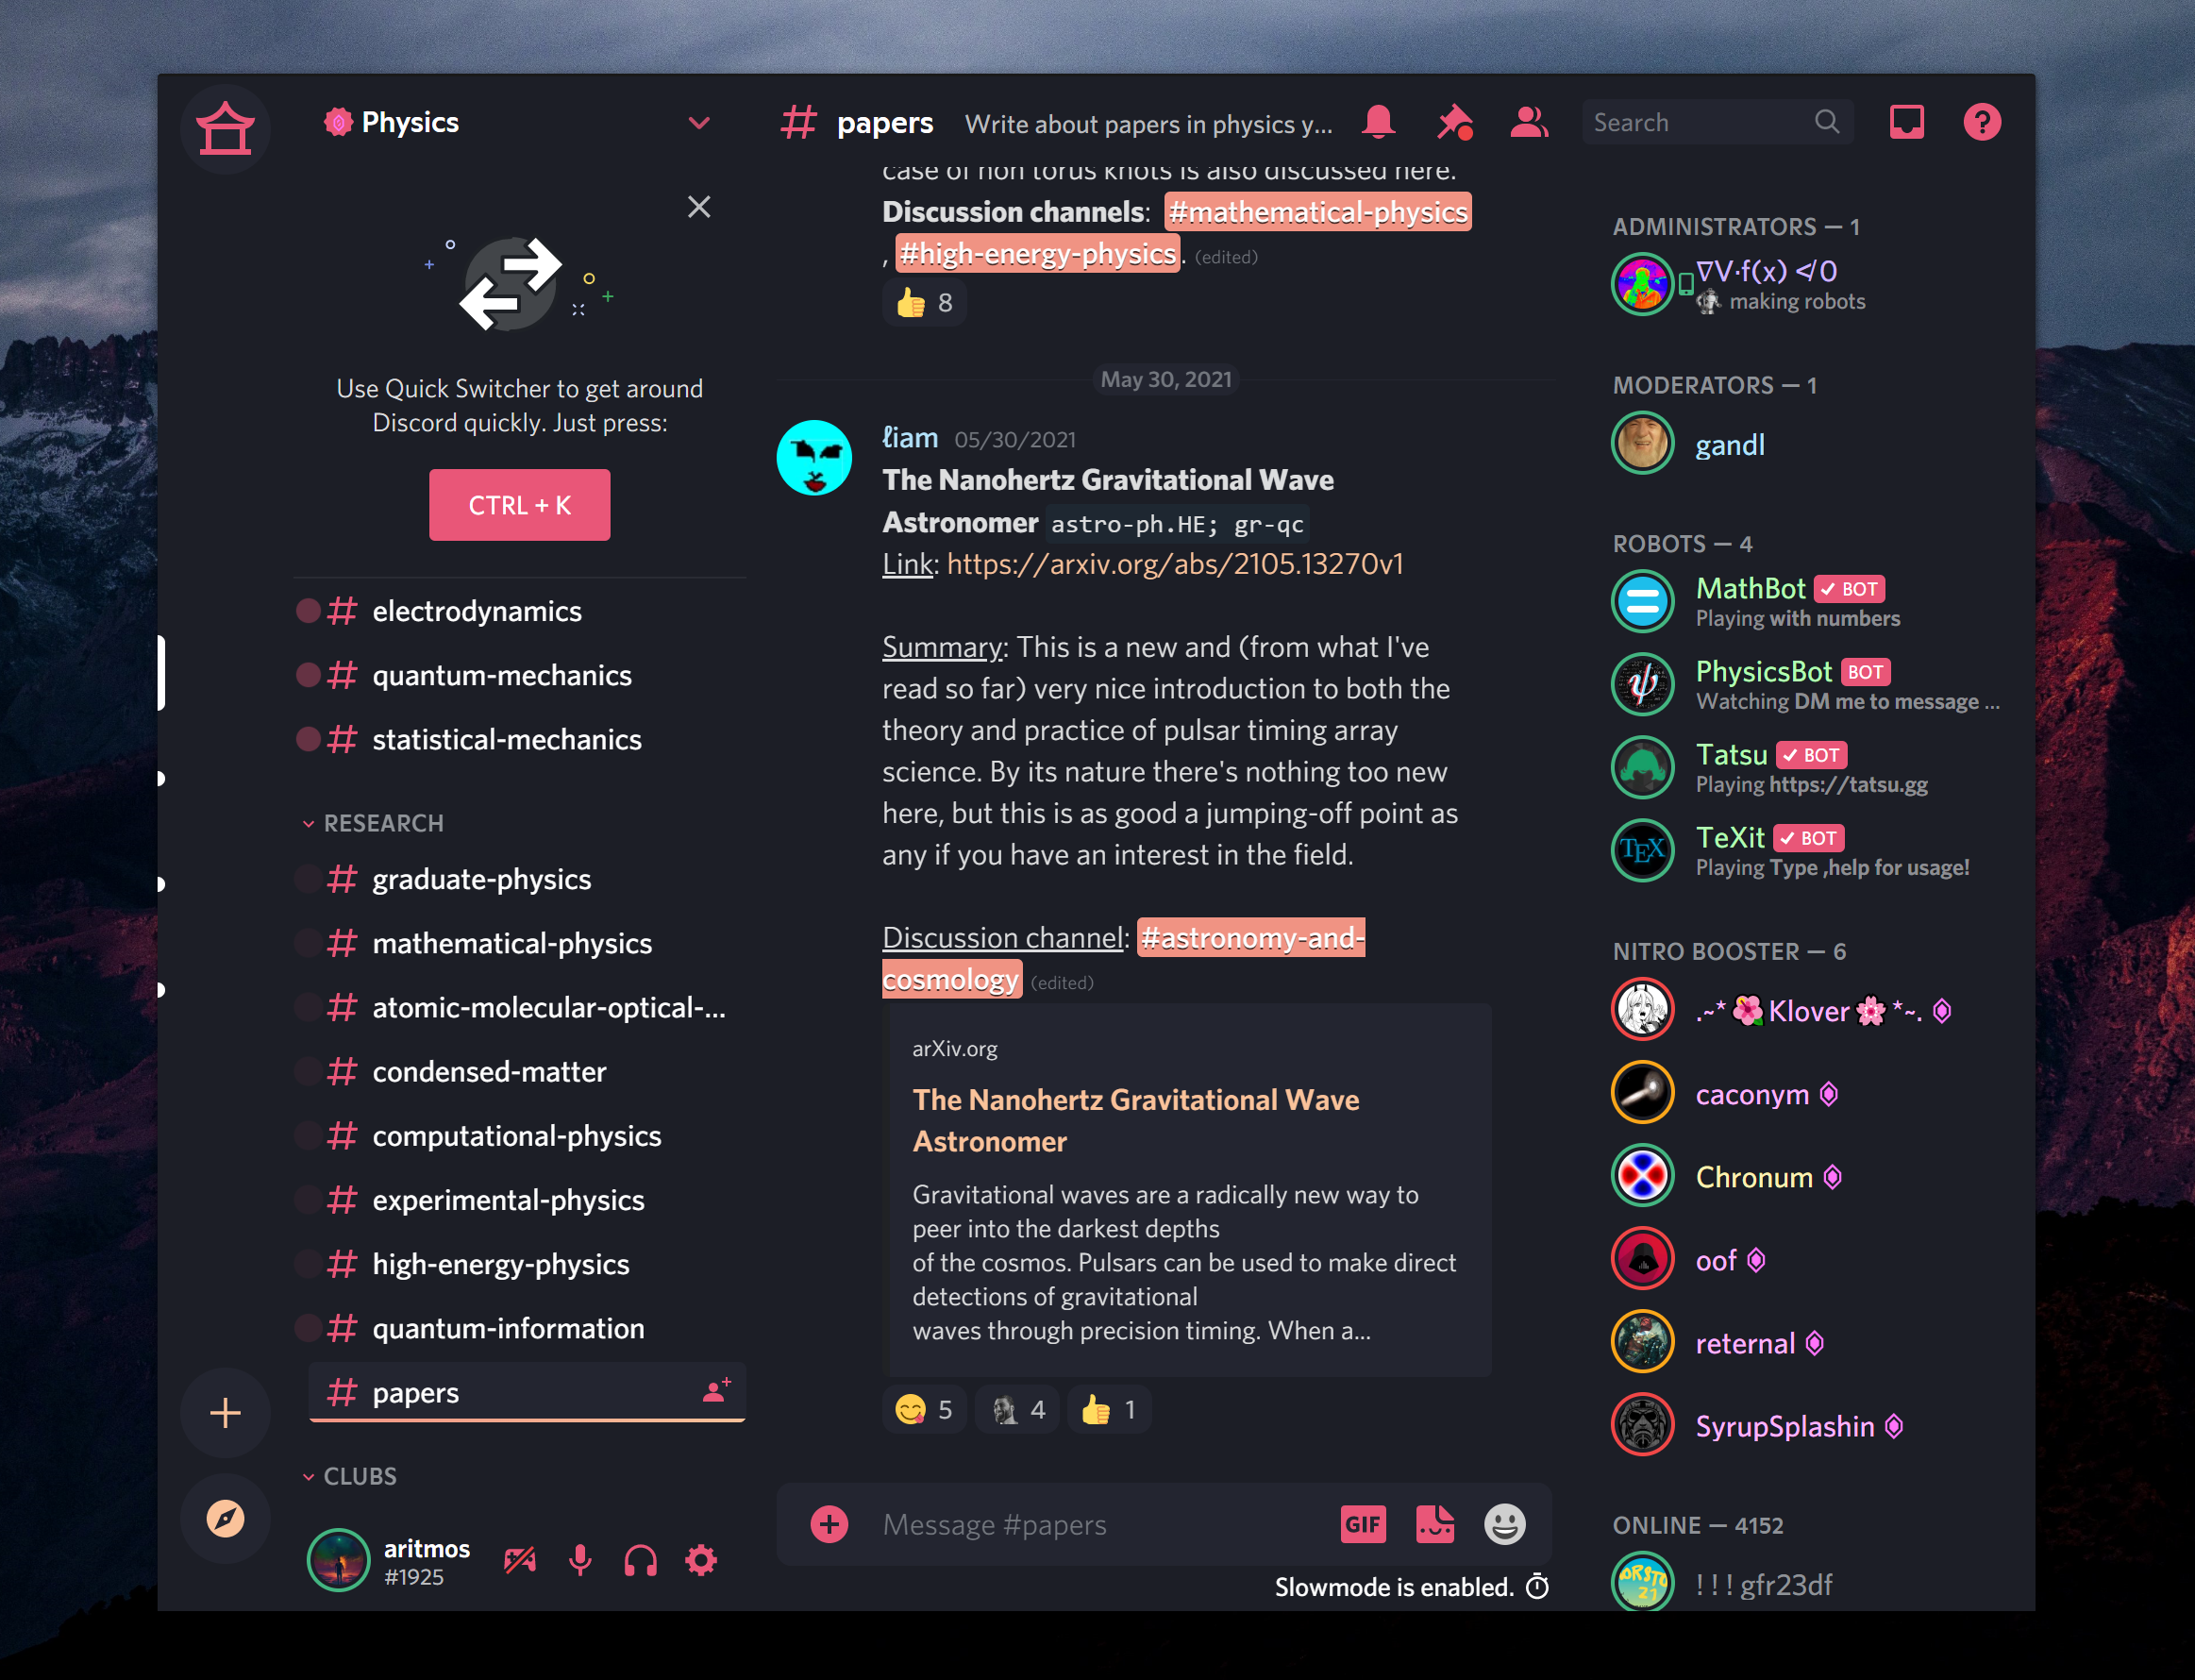 Physics
Use Quick Switcher to get around
Discord quickly. Just press:
CTRL + K
electrodynamics
quantum-mechanics
statistical-mechanics
RESEARCH
graduate-physics
mathematical-physics
atomic-molecular-optical-...
condensed-matter
computational-physics
experimental-physics
high-energy-physics
quantum-information
papers
CLUBS
aritmos
#1925
# papers Write about papers in physics y...
Search
case of non torus knots is also discussed here.
Discussion channels: #mathematical-physics
, #high-energy-physics. (edited)
8
May 30, 2021
ℓiam 05/30/2021
The Nanohertz Gravitational Wave
Astronomer astro-ph.HE; gr-qc
Link: https://arxiv.org/abs/2105.13270v1
Summary: This is a new and (from what I've
read so far) very nice introduction to both the
theory and practice of pulsar timing array
science. By its nature there's nothing too new
here, but this is as good a jumping-off point as
any if you have an interest in the field.
Discussion channel: #astronomy-and-
cosmology (edited)
arXiv.org
The Nanohertz Gravitational Wave
Astronomer
Gravitational waves are a radically new way to
peer into the darkest depths
of the cosmos. Pulsars can be used to make direct
detections of gravitational
waves through precision timing. When a...
5 4 1
Message #papers
GIF
Slowmode is enabled.
ADMINISTRATORS — 1
∇V·f(x) ≮ 0
making robots
MODERATORS — 1
gandl
ROBOTS — 4
MathBot ✓ BOT
Playing with numbers
PhysicsBot BOT
Watching DM me to message ...
Tatsu ✓ BOT
Playing https://tatsu.gg
TEX
TeXit ✓ BOT
Playing Type ,help for usage!
NITRO BOOSTER — 6
.~*🌺Klover🌸*~.
caconym
Chronum
oof
reternal
SyrupSplashin
ONLINE — 4152
! ! ! gfr23df